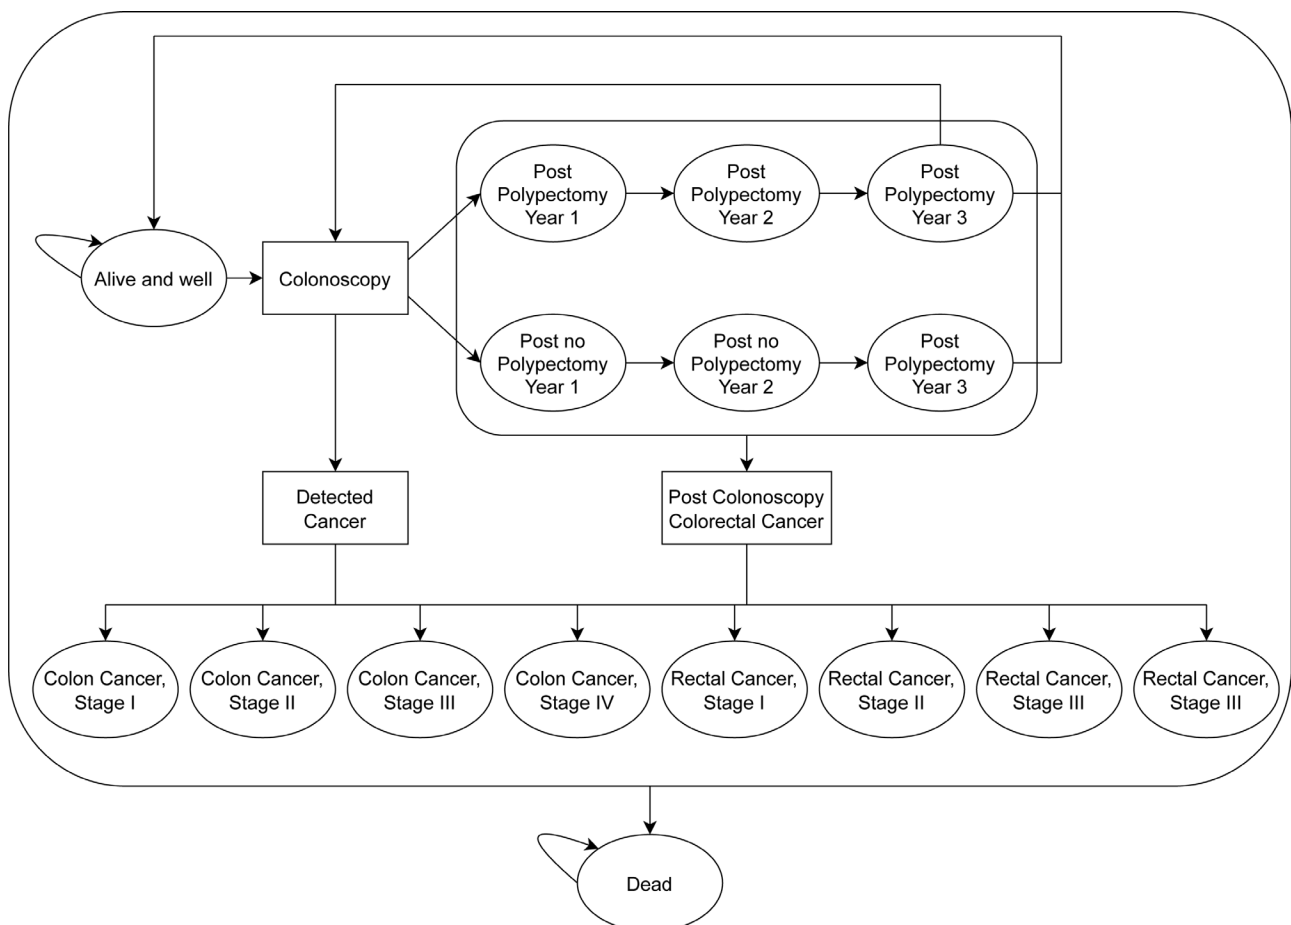 Post
Polypectomy
Year 1
Post
Polypectomy
Year 2
Post
Polypectomy
Year 3
Alive and well
Colonoscopy
Post no
Polypectomy
Year 1
Post no
Polypectomy
Year 2
Post
Polypectomy
Year 3
Detected
Cancer
Post Colonoscopy
Colorectal Cancer
Colon Cancer,
Stage I
Colon Cancer,
Stage II
Colon Cancer,
Stage III
Colon Cancer,
Stage IV
Rectal Cancer,
Stage I
Rectal Cancer,
Stage II
Rectal Cancer,
Stage III
Rectal Cancer,
Stage III
Dead